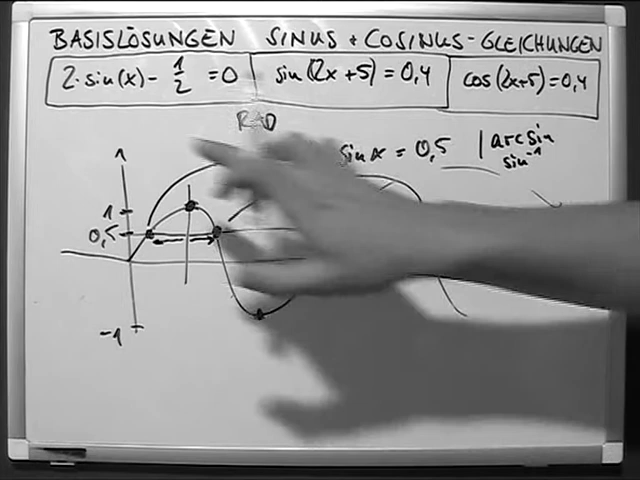 BASISLÖSUNGEN SINUS + COSINUS-GLEICHUNGEN
2·sin(x) - 1/2 = 0
sin(2x+5) = 0,4
cos(2x+5) = 0,4
RAD
sin x = 0,5 | arcsin
sin⁻¹
1
1
0,5
-1